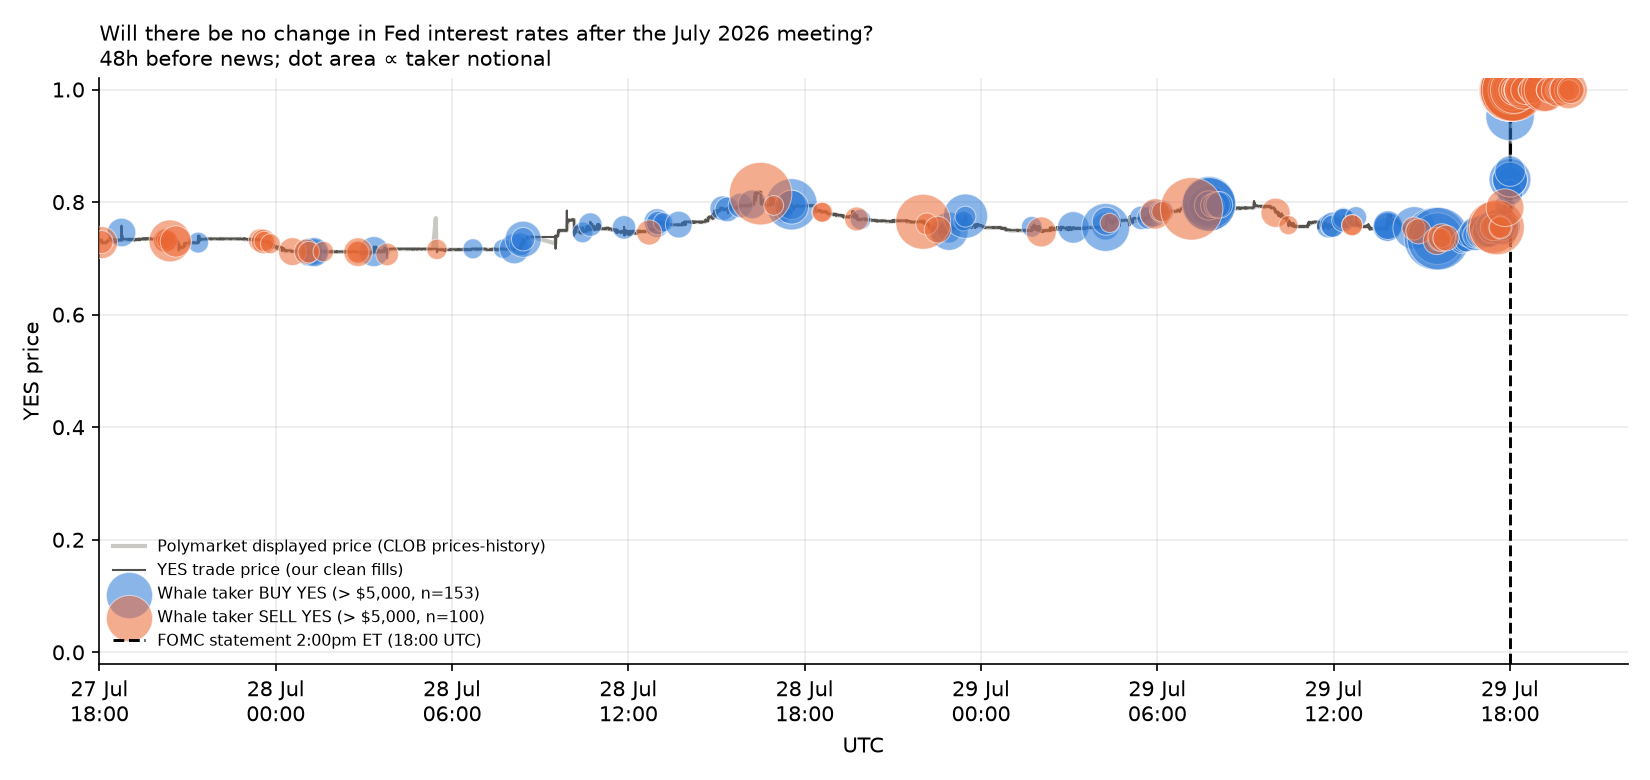 Will there be no change in Fed interest rates after the July 2026 meeting?
48h before news; dot area ∝ taker notional
1.0
0.8
0.6
0.4
0.2
0.0
YES price
Polymarket displayed price (CLOB prices-history)
YES trade price (our clean fills)
Whale taker BUY YES (> $5,000, n=153)
Whale taker SELL YES (> $5,000, n=100)
FOMC statement 2:00pm ET (18:00 UTC)
27 Jul 28 Jul 28 Jul 28 Jul 28 Jul 29 Jul 29 Jul 29 Jul 29 Jul
18:00 00:00 06:00 12:00 18:00 00:00 06:00 12:00 18:00
UTC